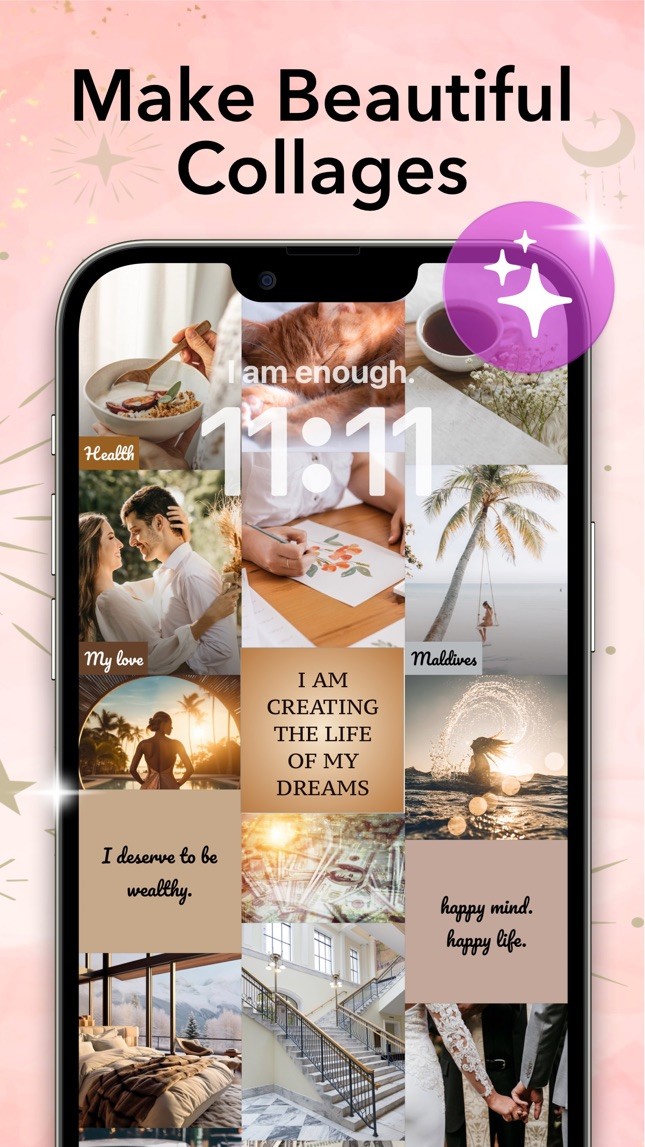 Make Beautiful
Collages
I am enough.
11:11
Health
My love
Maldives
I AM
CREATING
THE LIFE
OF MY
DREAMS
I deserve to be
wealthy.
happy mind.
happy life.